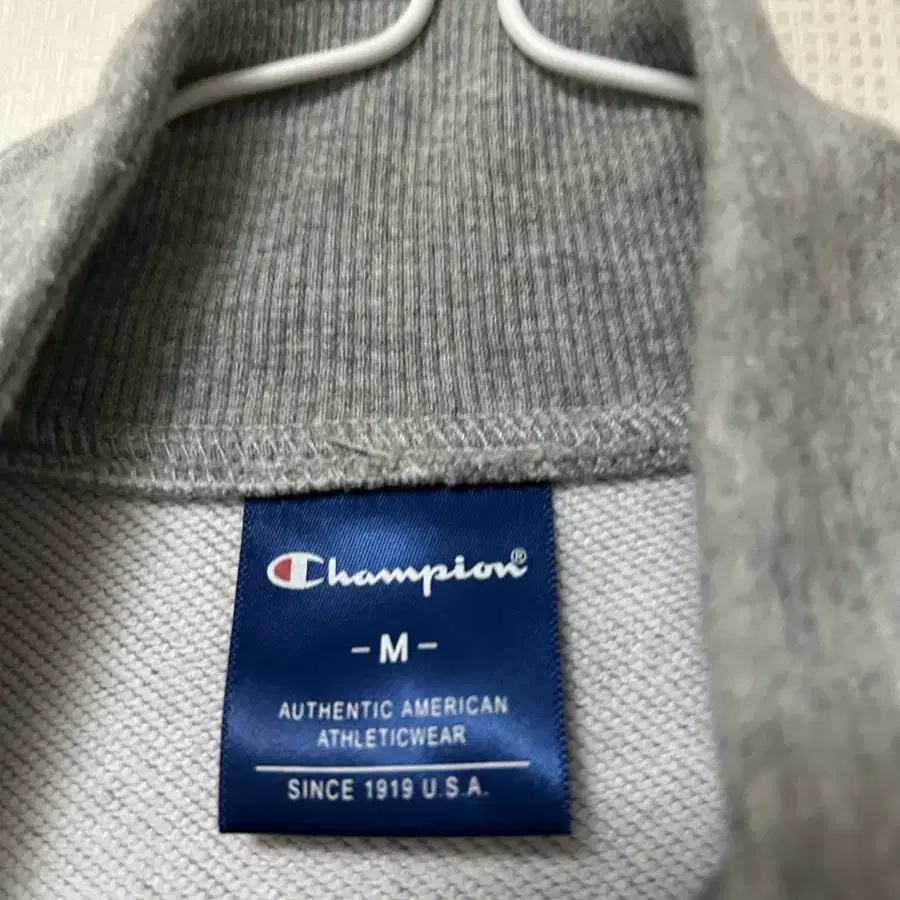 Champion®
-M-
AUTHENTIC AMERICAN
ATHLETICWEAR
SINCE 1919 U.S.A.